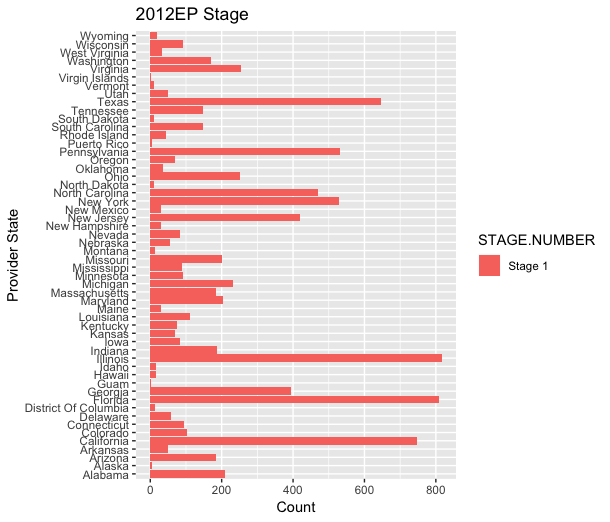 2012EP Stage
Provider State
Wyoming
Wisconsin
West Virginia
Washington
Virginia
Virgin Islands
Vermont
Utah
Texas
Tennessee
South Dakota
South Carolina
Rhode Island
Puerto Rico
Pennsylvania
Oregon
Oklahoma
Ohio
North Dakota
North Carolina
New York
New Mexico
New Jersey
New Hampshire
Nevada
Nebraska
Montana
Missouri
Mississippi
Minnesota
Michigan
Massachusetts
Maryland
Maine
Louisiana
Kentucky
Kansas
Iowa
Indiana
Illinois
Idaho
Hawaii
Guam
Georgia
Florida
District Of Columbia
Delaware
Connecticut
Colorado
California
Arkansas
Arizona
Alaska
Alabama
0 200 400 600 800
Count
STAGE.NUMBER
Stage 1